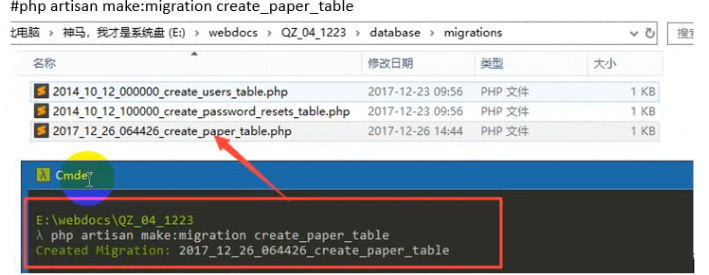 #php artisan make:migration create_paper_table
此电脑 > 神马，我才是系统盘 (E:) > webdocs > QZ_04_1223 > database > migrations
搜索
名称 修改日期 类型 大小
2014_10_12_000000_create_users_table.php 2017-12-23 09:56 PHP 文件 1 KB
2014_10_12_100000_create_password_resets_table.php 2017-12-23 09:56 PHP 文件 1 KB
2017_12_26_064426_create_paper_table.php 2017-12-26 14:44 PHP 文件 1 KB
λ Cmder
E:\webdocs\QZ_04_1223
λ php artisan make:migration create_paper_table
Created Migration: 2017_12_26_064426_create_paper_table